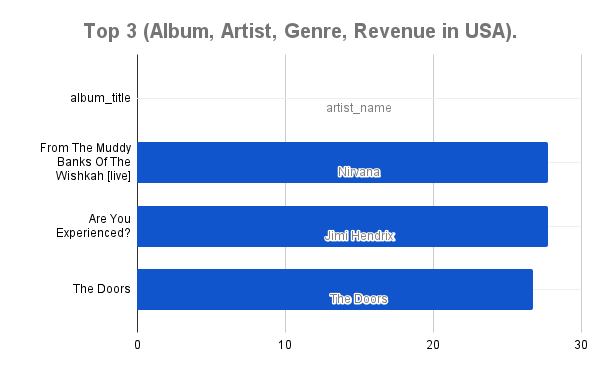 Top 3 (Album, Artist, Genre, Revenue in USA).
album_title
artist_name
From The Muddy
Banks Of The
Wishkah [live]
Nirvana
Are You
Experienced?
Jimi Hendrix
The Doors
The Doors
0
10
20
30